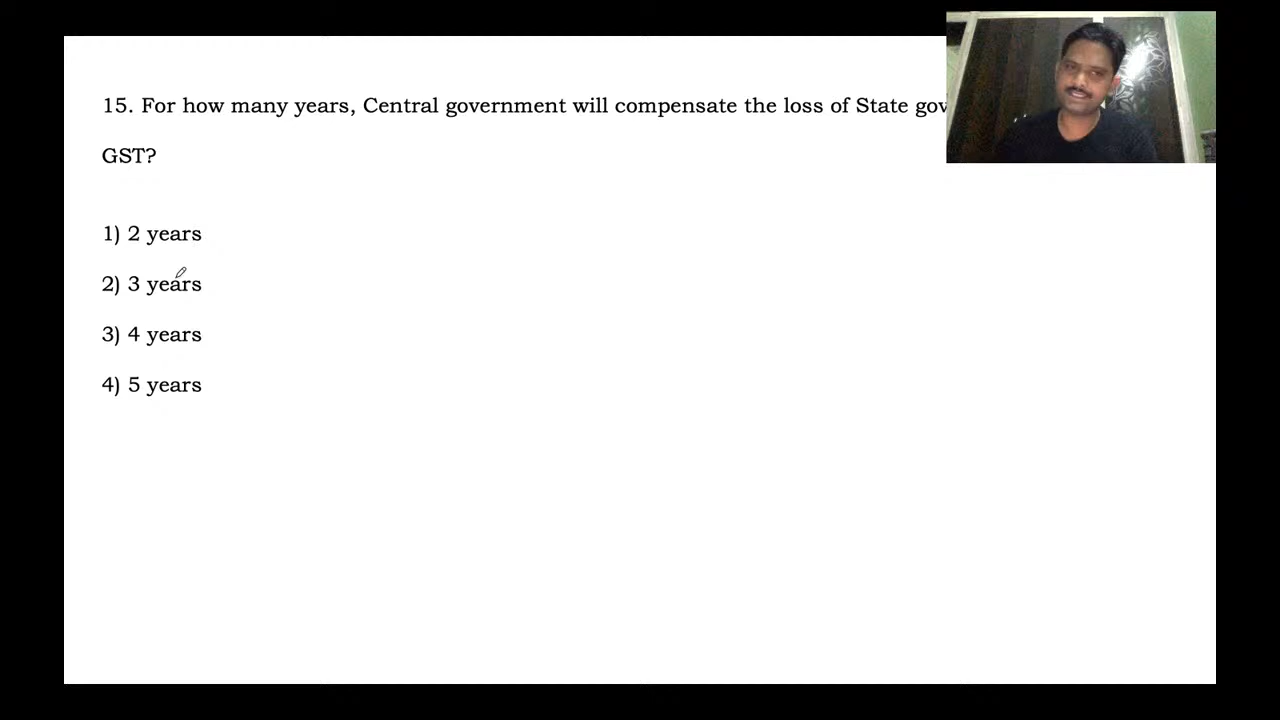 15. For how many years, Central government will compensate the loss of State
GST?
1) 2 years
2) 3 years
3) 4 years
4) 5 years